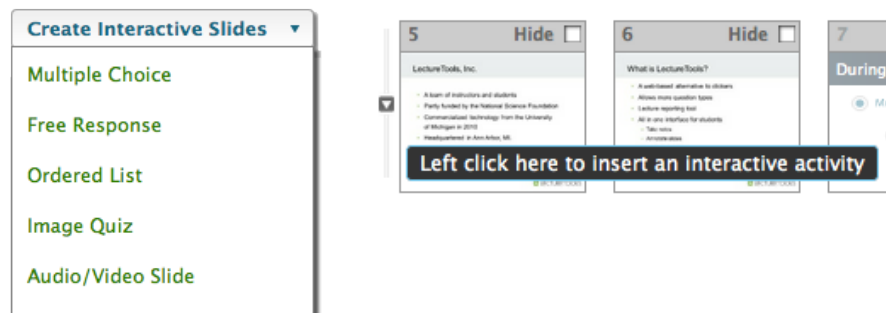 Create Interactive Slides
Multiple Choice
Free Response
Ordered List
Image Quiz
Audio/Video Slide
5 Hide
LectureTools, Inc.
A team of instructors and students
Partly funded by the National Science Foundation
Commercialized technology from the University
of Michigan in 2010
Headquartered in Ann Arbor, MI.
6 Hide
What is LectureTools?
A web-based alternative to clickers
Allows more question types
Lecture reporting tool
All in one interface for students
Take notes
Annotate slides
7
During
Left click here to insert an interactive activity
LECTURETOOLS
LECTURETOOLS